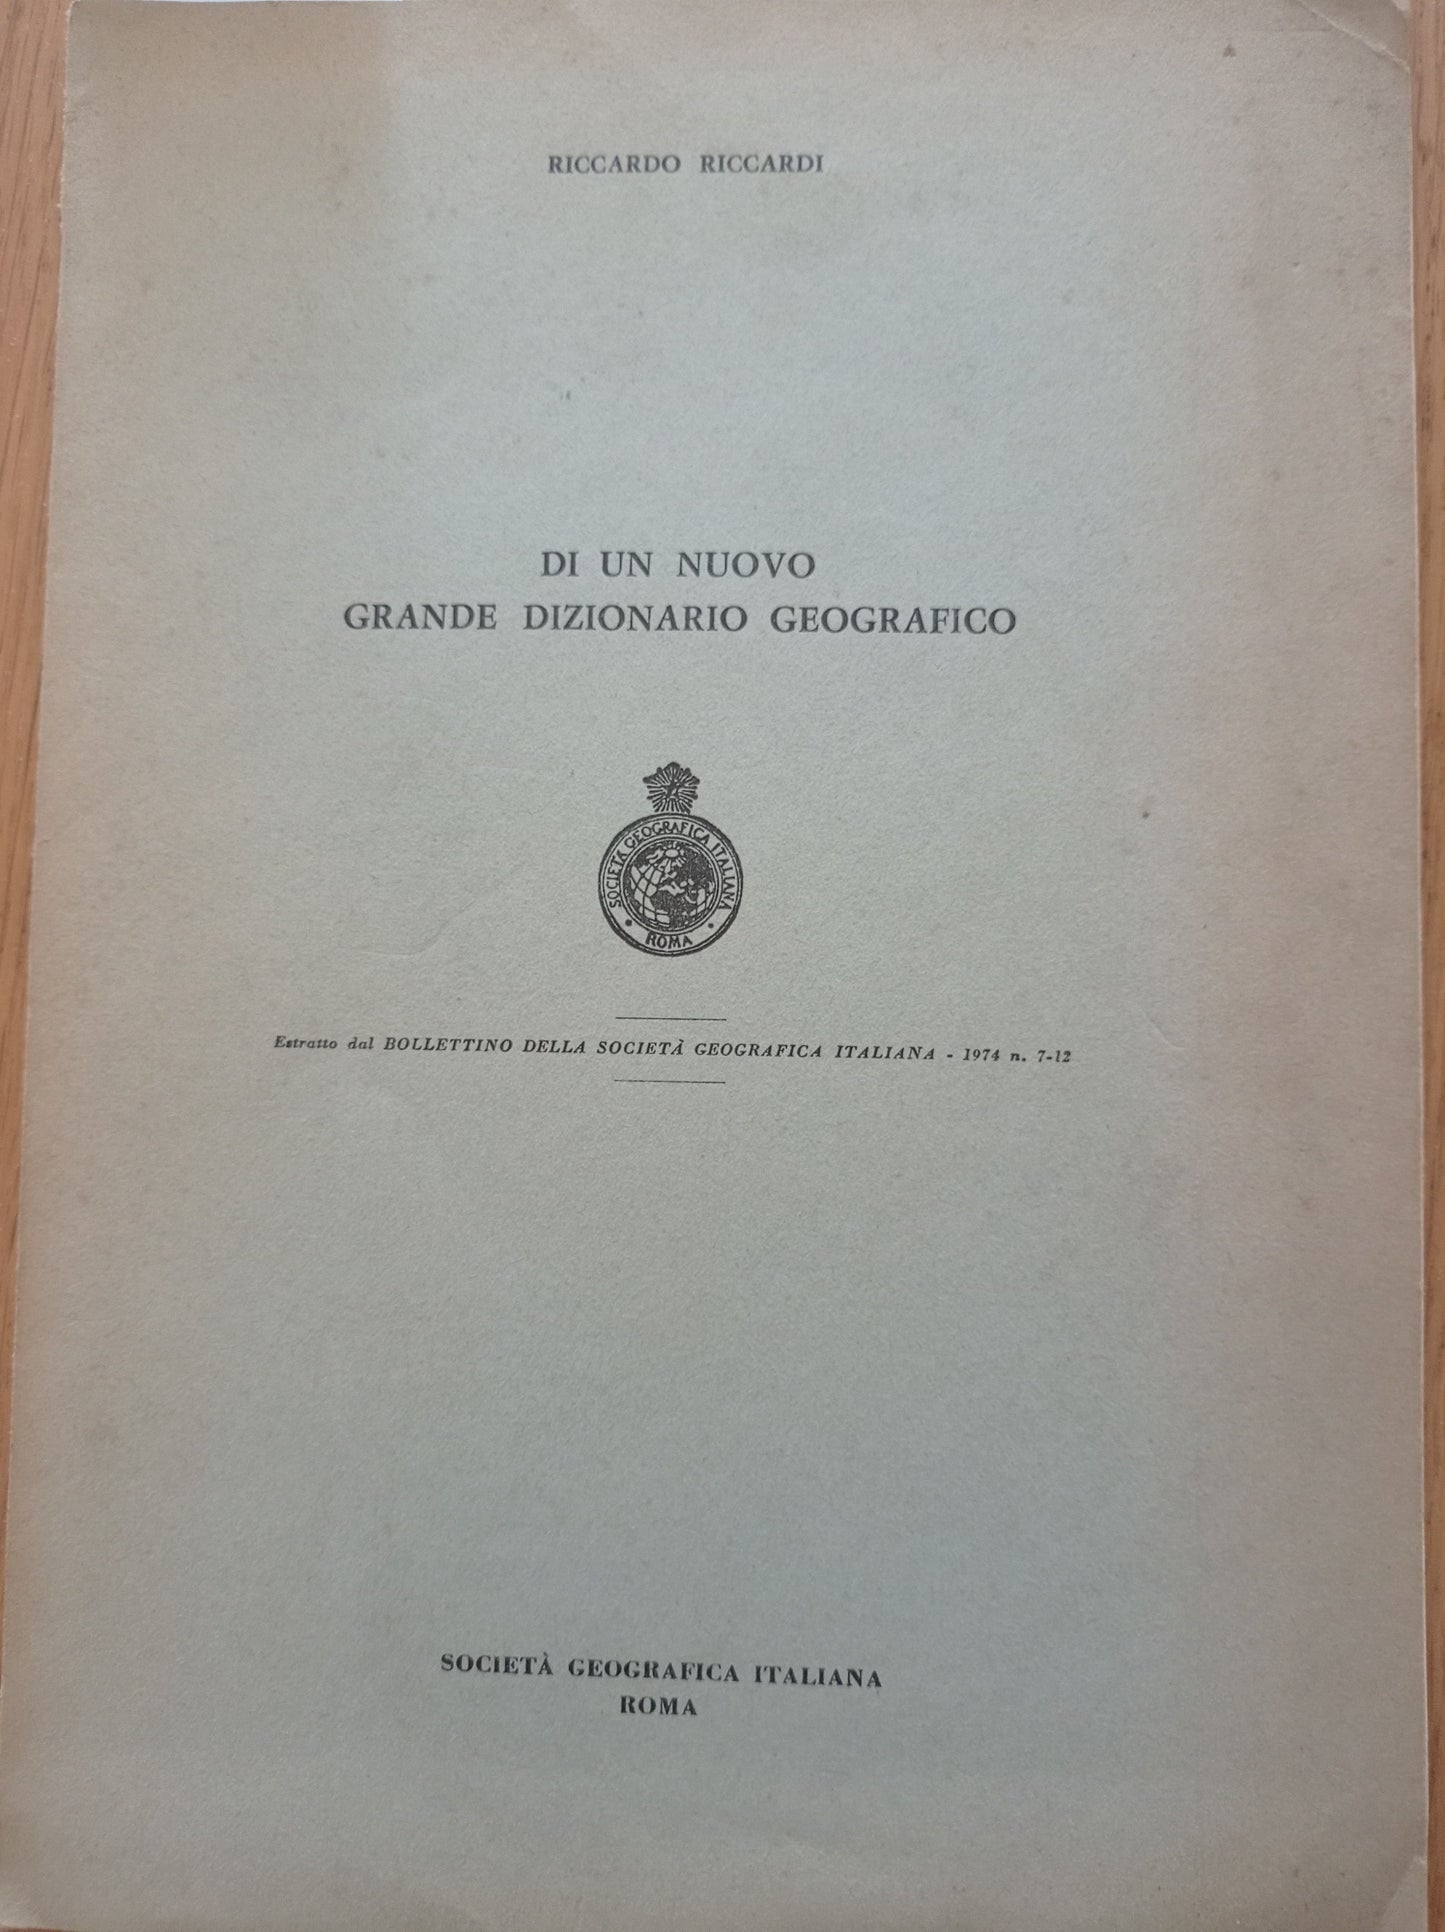 RICCARDO RICCARDI
DI UN NUOVO
GRANDE DIZIONARIO GEOGRAFICO
SOCIETÀ GEOGRAFICA ITALIANA
ROMA
Estratto dal BOLLETTINO DELLA SOCIETÀ GEOGRAFICA ITALIANA - 1974 n. 7-12
SOCIETÀ GEOGRAFICA ITALIANA
ROMA